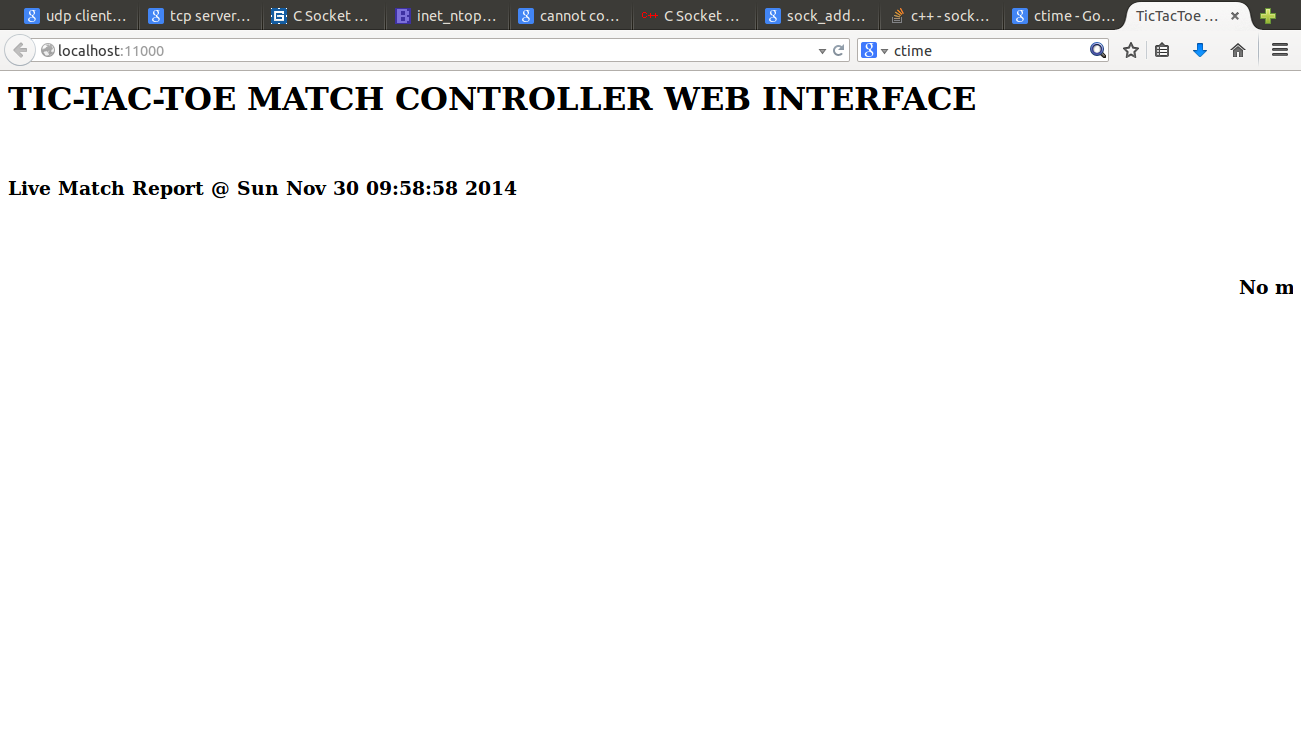 udp client... tcp server... C Socket ... inet_ntop... cannot co... C Socket ... sock_add... c++ - sock... ctime - Go... TicTacToe ...
localhost:11000 ctime
TIC-TAC-TOE MATCH CONTROLLER WEB INTERFACE
Live Match Report @ Sun Nov 30 09:58:58 2014
No m